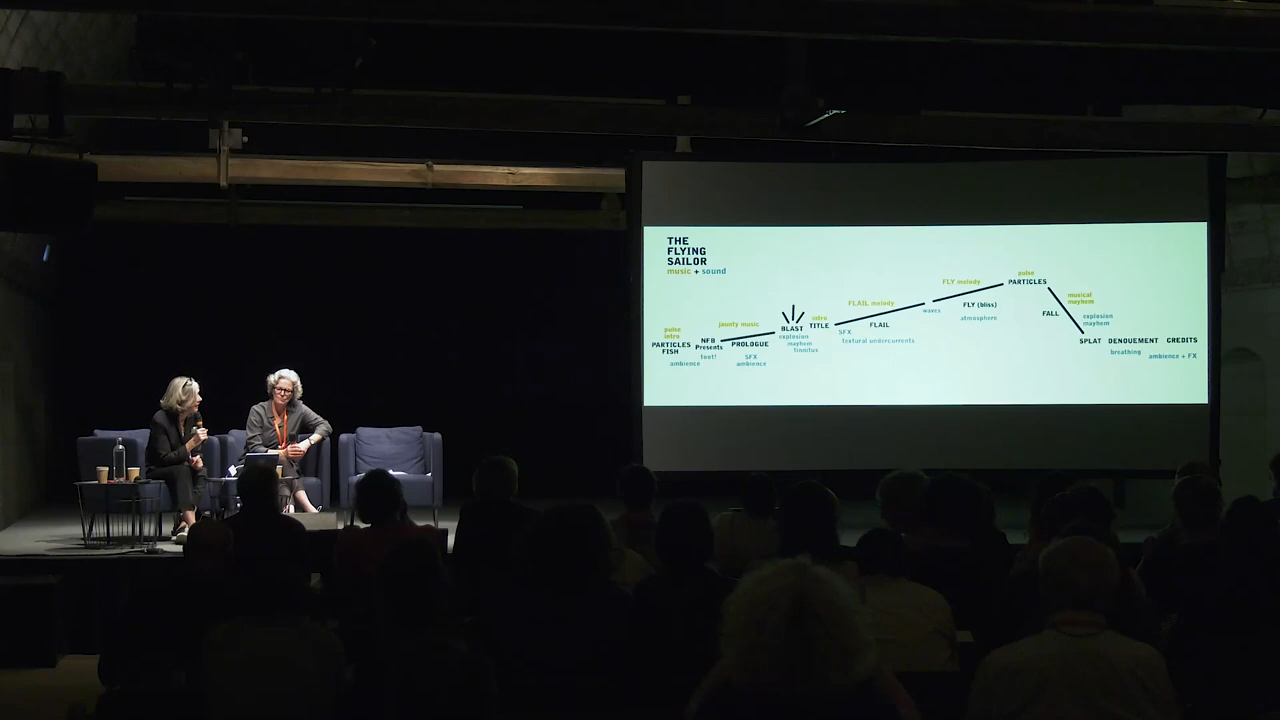 THE
FLYING
SAILOR
music + sound
pulse
intro
PARTICLES
FISH
ambience
NFB
Presents
toot!
jaunty music
PROLOGUE
SFX
ambience
BLAST
explosion
mayhem
tinnitus
intro
TITLE
SFX
textural undercurrents
FLAIL melody
FLAIL
waves
FLY melody
FLY (bliss)
atmosphere
pulse
PARTICLES
FALL
musical
mayhem
explosion
mayhem
SPLAT
DENOUEMENT
breathing
CREDITS
ambience + FX